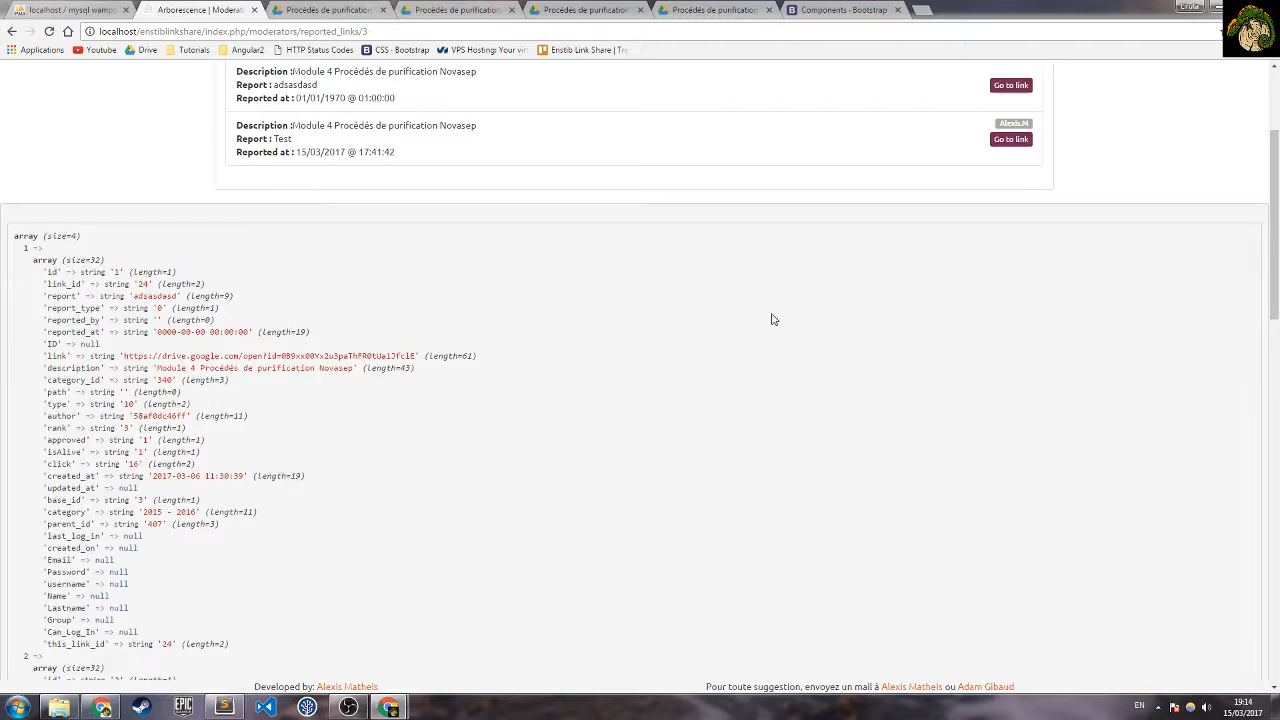 localhost / mysql wamps
Arborescence | Moderat
Procédés de purification
Procédés de purification
Procédés de purification
Procédés de purification
Components · Bootstrap
localhost/enstiblinkshare/index.php/moderators/reported_links/3
Applications
Youtube
Drive
Tutorials
Angular2
HTTP Status Codes
CSS · Bootstrap
VPS Hosting: Your vir
Enstib Link Share | Tre
Description :Module 4 Procédés de purification Novasep
Report : adsasdasd
Go to link
Reported at : 01/01/1970 @ 01:00:00
Description :Module 4 Procédés de purification Novasep
Alexis.M
Report : Test
Go to link
Reported at : 15/03/2017 @ 17:41:42
array (size=4)
1 =>
array (size=32)
'id' => string '1' (length=1)
'link_id' => string '24' (length=2)
'report' => string 'adsasdasd' (length=9)
'report_type' => string '0' (length=1)
'reported_by' => string '' (length=0)
'reported_at' => string '0000-00-00 00:00:00' (length=19)
'ID' => null
'link' => string 'https://drive.google.com/open?id=0B9xx00Yx2u3paThFR0tUa1JfclE' (length=61)
'description' => string 'Module 4 Procédés de purification Novasep' (length=43)
'category_id' => string '340' (length=3)
'path' => string '' (length=0)
'type' => string '10' (length=2)
'author' => string '58af0dc46ff' (length=11)
'rank' => string '3' (length=1)
'approved' => string '1' (length=1)
'isAlive' => string '1' (length=1)
'click' => string '16' (length=2)
'created_at' => string '2017-03-06 11:30:39' (length=19)
'updated_at' => null
'base_id' => string '3' (length=1)
'category' => string '2015 - 2016' (length=11)
'parent_id' => string '407' (length=3)
'last_log_in' => null
'created_on' => null
'Email' => null
'Password' => null
'username' => null
'Name' => null
'Lastname' => null
'Group' => null
'Can_Log_In' => null
'this_link_id' => string '24' (length=2)
2 =>
array (size=32)
Developed by: Alexis Matheis
Pour toute suggestion, envoyez un mail à Alexis Matheis ou Adam Gibaud
EPIC
EN
19:14
15/03/2017